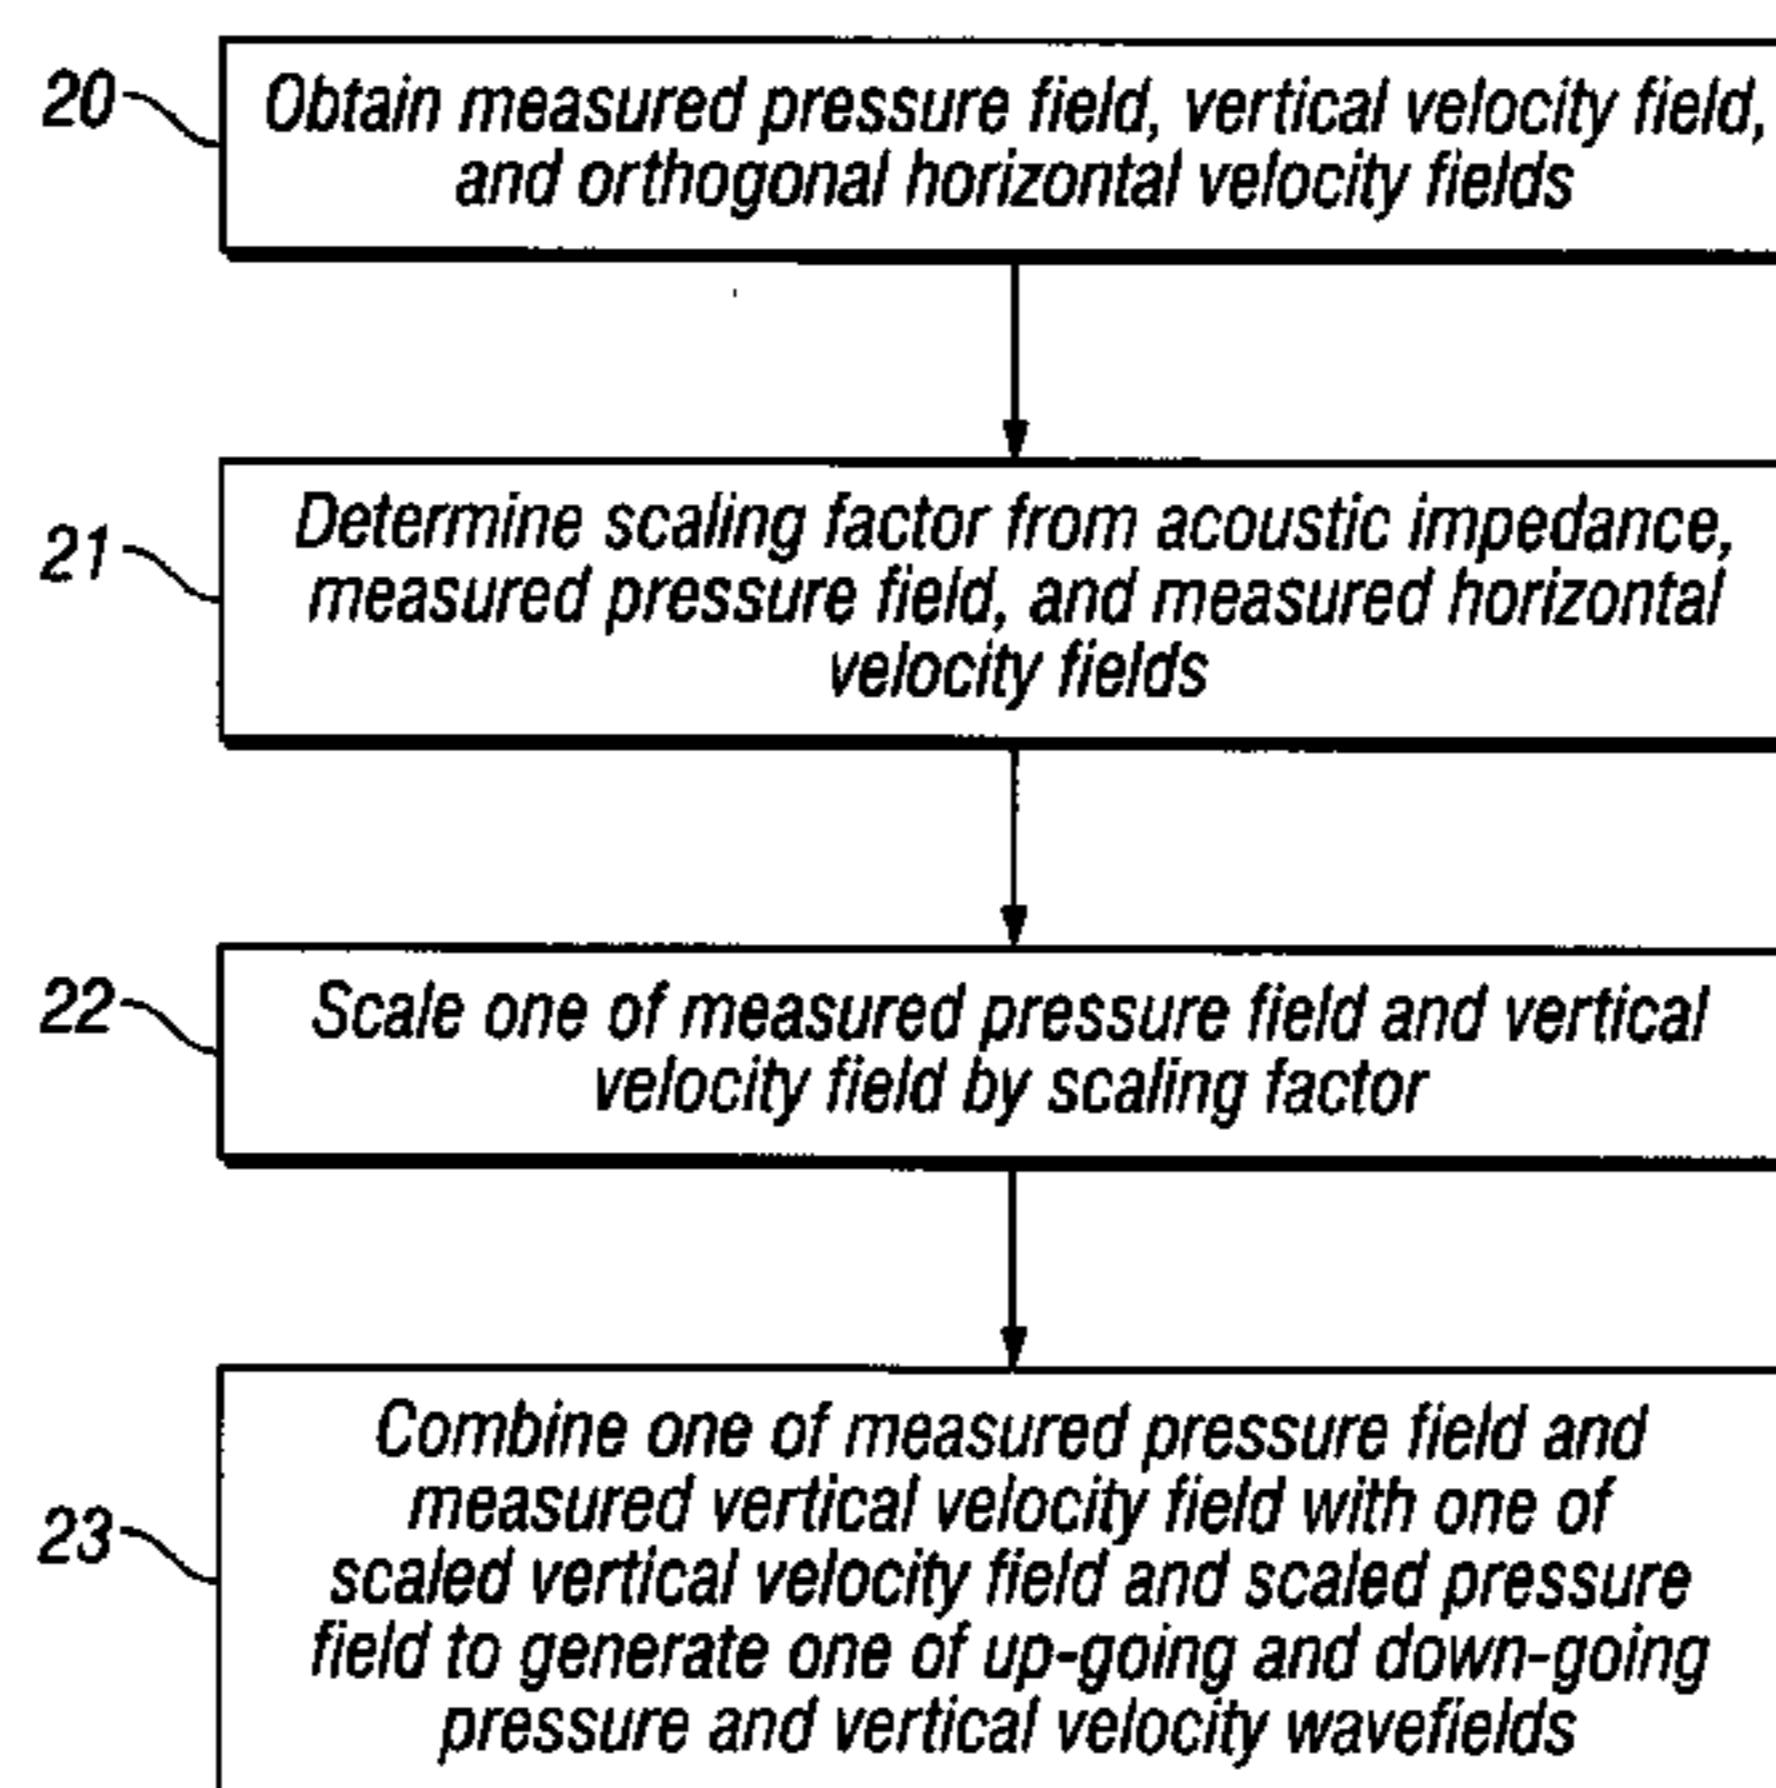 20
Obtain measured pressure field, vertical velocity field,
and orthogonal horizontal velocity fields
21
Determine scaling factor from acoustic impedance,
measured pressure field, and measured horizontal
velocity fields
22
Scale one of measured pressure field and vertical
velocity field by scaling factor
23
Combine one of measured pressure field and
measured vertical velocity field with one of
scaled vertical velocity field and scaled pressure
field to generate one of up-going and down-going
pressure and vertical velocity wavefields